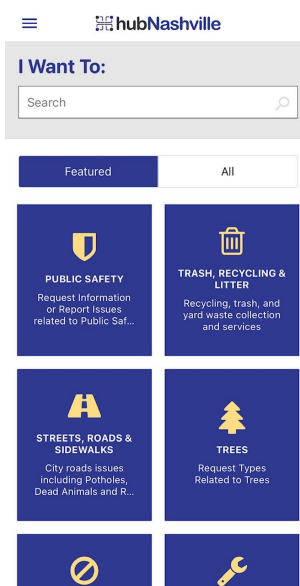 hubNashville
I Want To:
Search
Featured
All
PUBLIC SAFETY
Request Information
or Report Issues
related to Public Saf...
TRASH, RECYCLING &
LITTER
Recycling, trash, and
yard waste collection
and services
STREETS, ROADS &
SIDEWALKS
City roads issues
including Potholes,
Dead Animals and R...
TREES
Request Types
Related to Trees